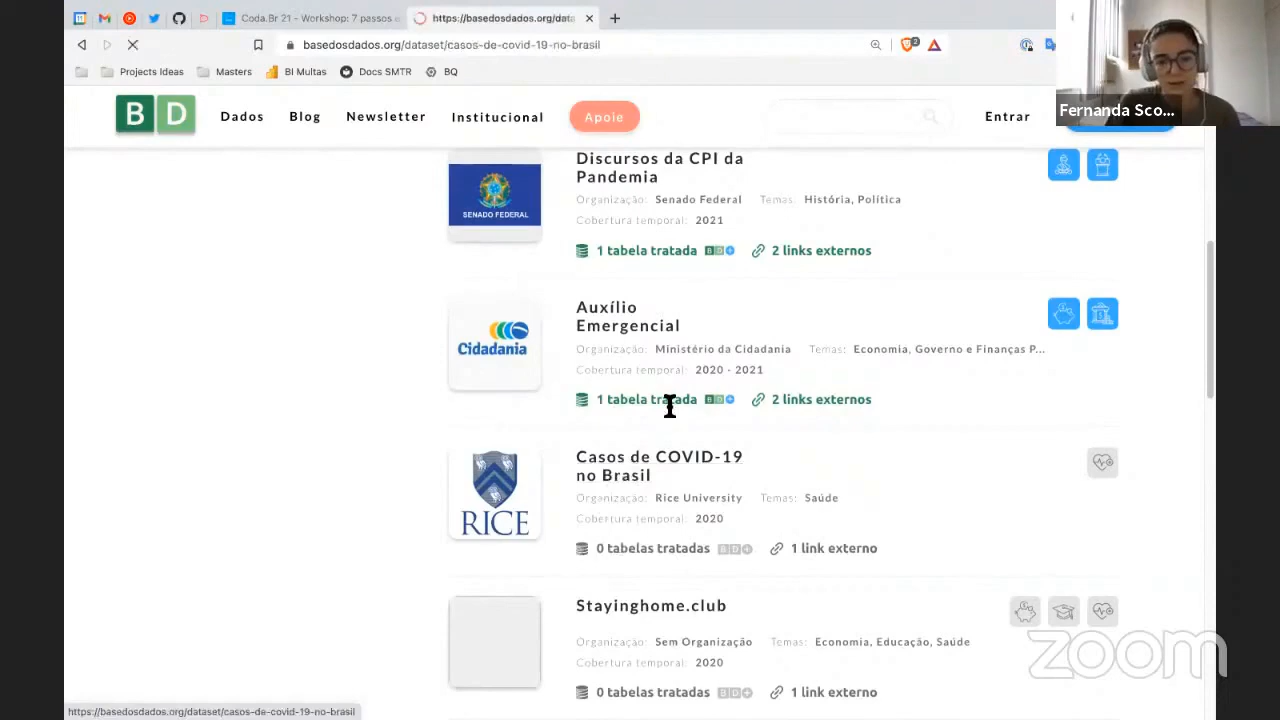 Coda.Br 21 - Workshop: 7 passos
https://basedosdados.org/data
basedosdados.org/dataset/casos-de-covid-19-no-brasil
2
Projects Ideas
Masters
BI Multas
Docs SMTR
BQ
Fernanda Sco...
BD
Dados
Blog
Newsletter
Institucional
Apoie
Entrar
Discursos da CPI da
Pandemia
Organização: Senado Federal Temas: História, Política
Cobertura temporal: 2021
1 tabela tratada BD+ 2 links externos
SENADO FEDERAL
Auxílio
Emergencial
Organização: Ministério da Cidadania Temas: Economia, Governo e Finanças P...
Cobertura temporal: 2020 - 2021
1 tabela tratada BD+ 2 links externos
Cidadania
Casos de COVID-19
no Brasil
Organização: Rice University Temas: Saúde
Cobertura temporal: 2020
0 tabelas tratadas BD+ 1 link externo
RICE
Stayinghome.club
Organização: Sem Organização Temas: Economia, Educação, Saúde
Cobertura temporal: 2020
0 tabelas tratadas BD+ 1 link externo
zoom
https://basedosdados.org/dataset/casos-de-covid-19-no-brasil